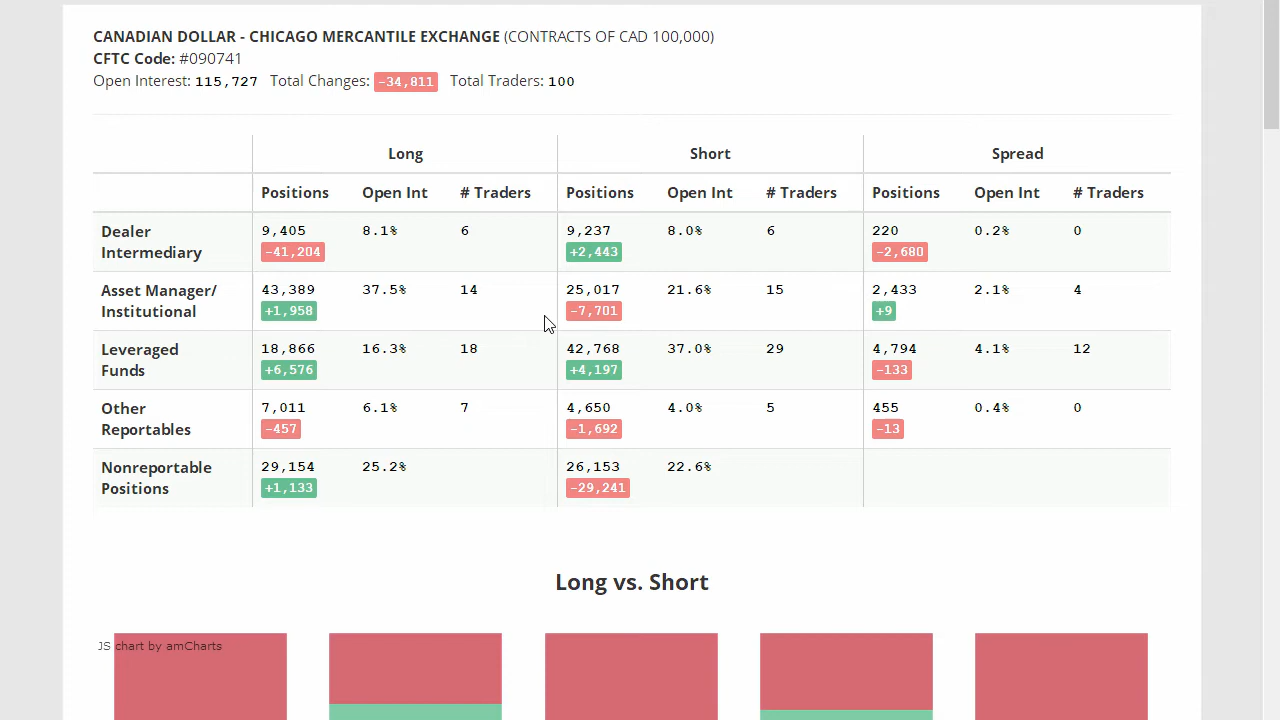 CANADIAN DOLLAR - CHICAGO MERCANTILE EXCHANGE (CONTRACTS OF CAD 100,000)
CFTC Code: #090741
Open Interest: 115,727 Total Changes: -34,811 Total Traders: 100
Long Short Spread
Positions Open Int # Traders Positions Open Int # Traders Positions Open Int # Traders
Dealer 9,405 8.1% 6 9,237 8.0% 6 220 0.2% 0
Intermediary -41,204 +2,443 -2,680
Asset Manager/ 43,389 37.5% 14 25,017 21.6% 15 2,433 2.1% 4
Institutional +1,958 -7,701 +9
Leveraged 18,866 16.3% 18 42,768 37.0% 29 4,794 4.1% 12
Funds +6,576 +4,197 -133
Other 7,011 6.1% 7 4,650 4.0% 5 455 0.4% 0
Reportables -457 -1,692 -13
Nonreportable 29,154 25.2% 26,153 22.6%
Positions +1,133 -29,241
Long vs. Short
JS chart by amCharts